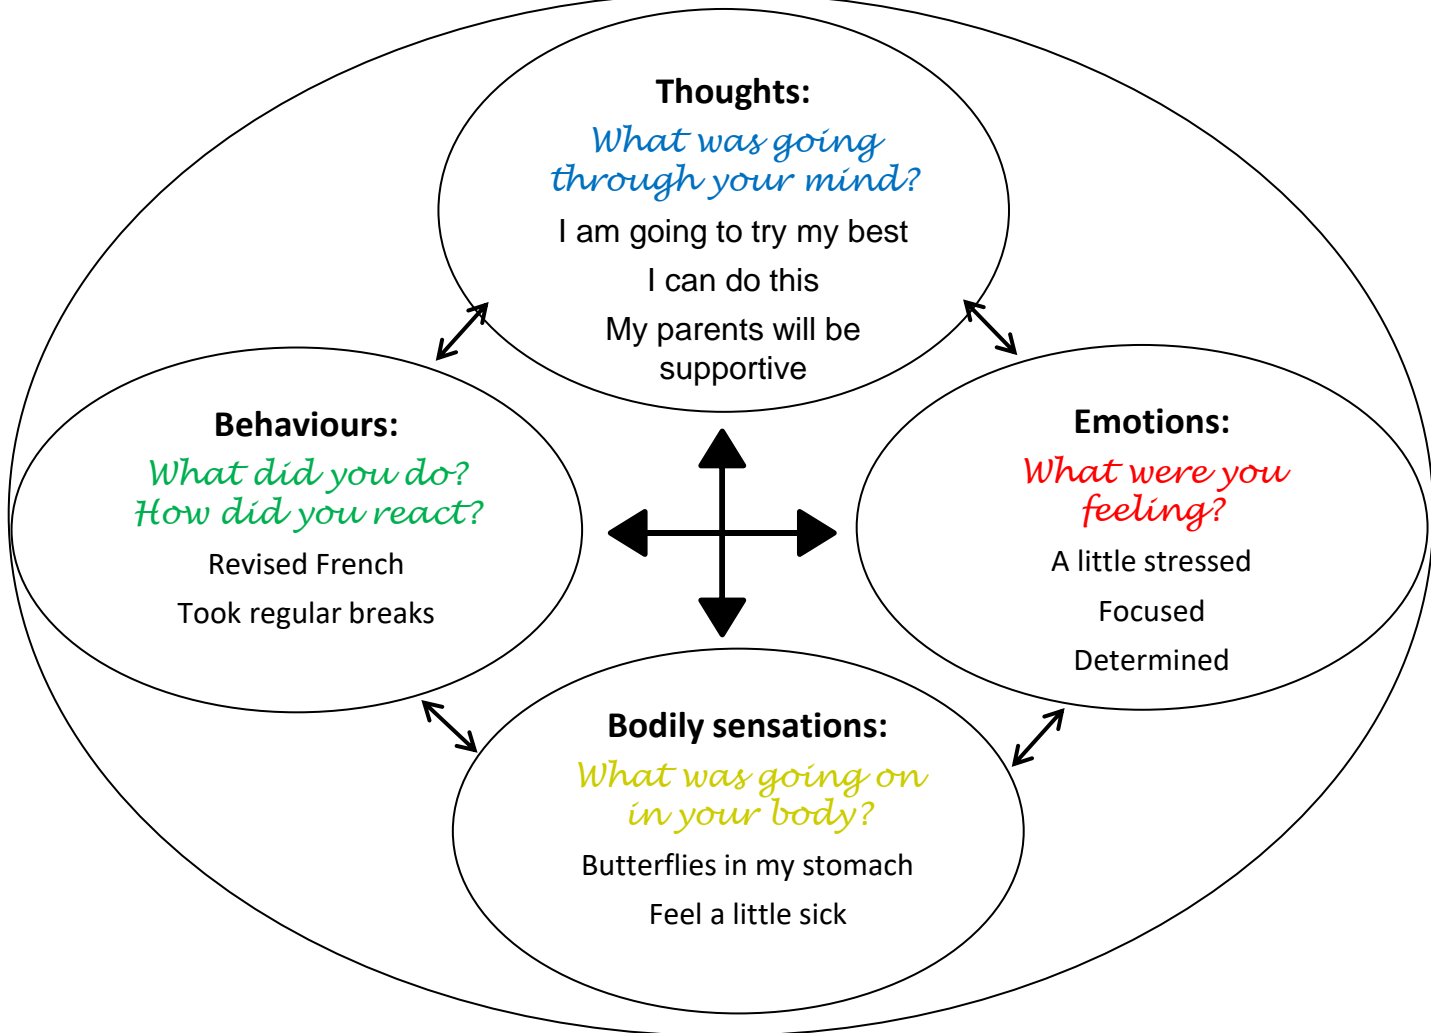 Thoughts:
What was going
through your mind?
I am going to try my best
I can do this
My parents will be
supportive
Behaviours:
What did you do?
How did you react?
Revised French
Took regular breaks
Emotions:
What were you
feeling?
A little stressed
Focused
Determined
Bodily sensations:
What was going on
in your body?
Butterflies in my stomach
Feel a little sick